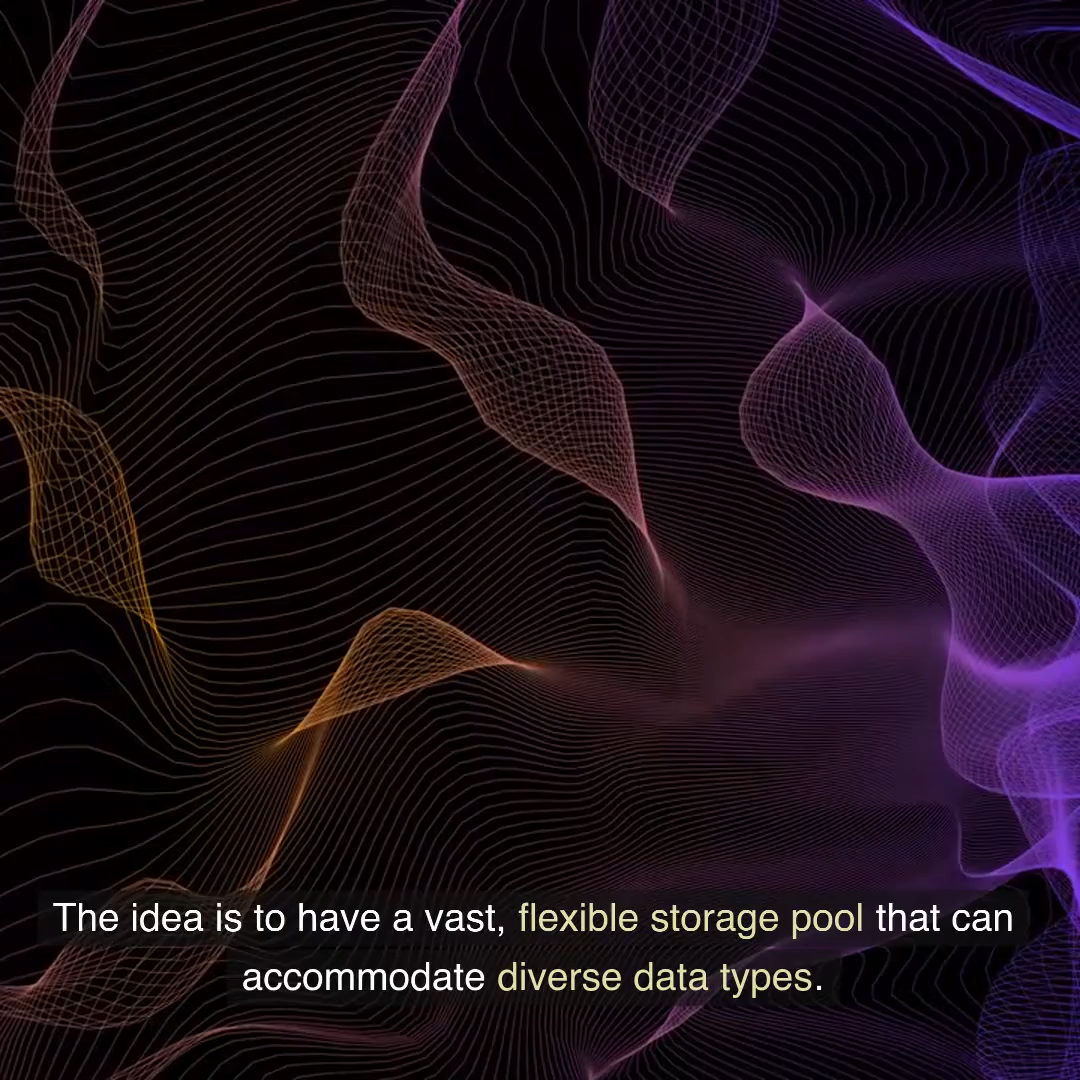 The idea is to have a vast, flexible storage pool that can
accommodate diverse data types.